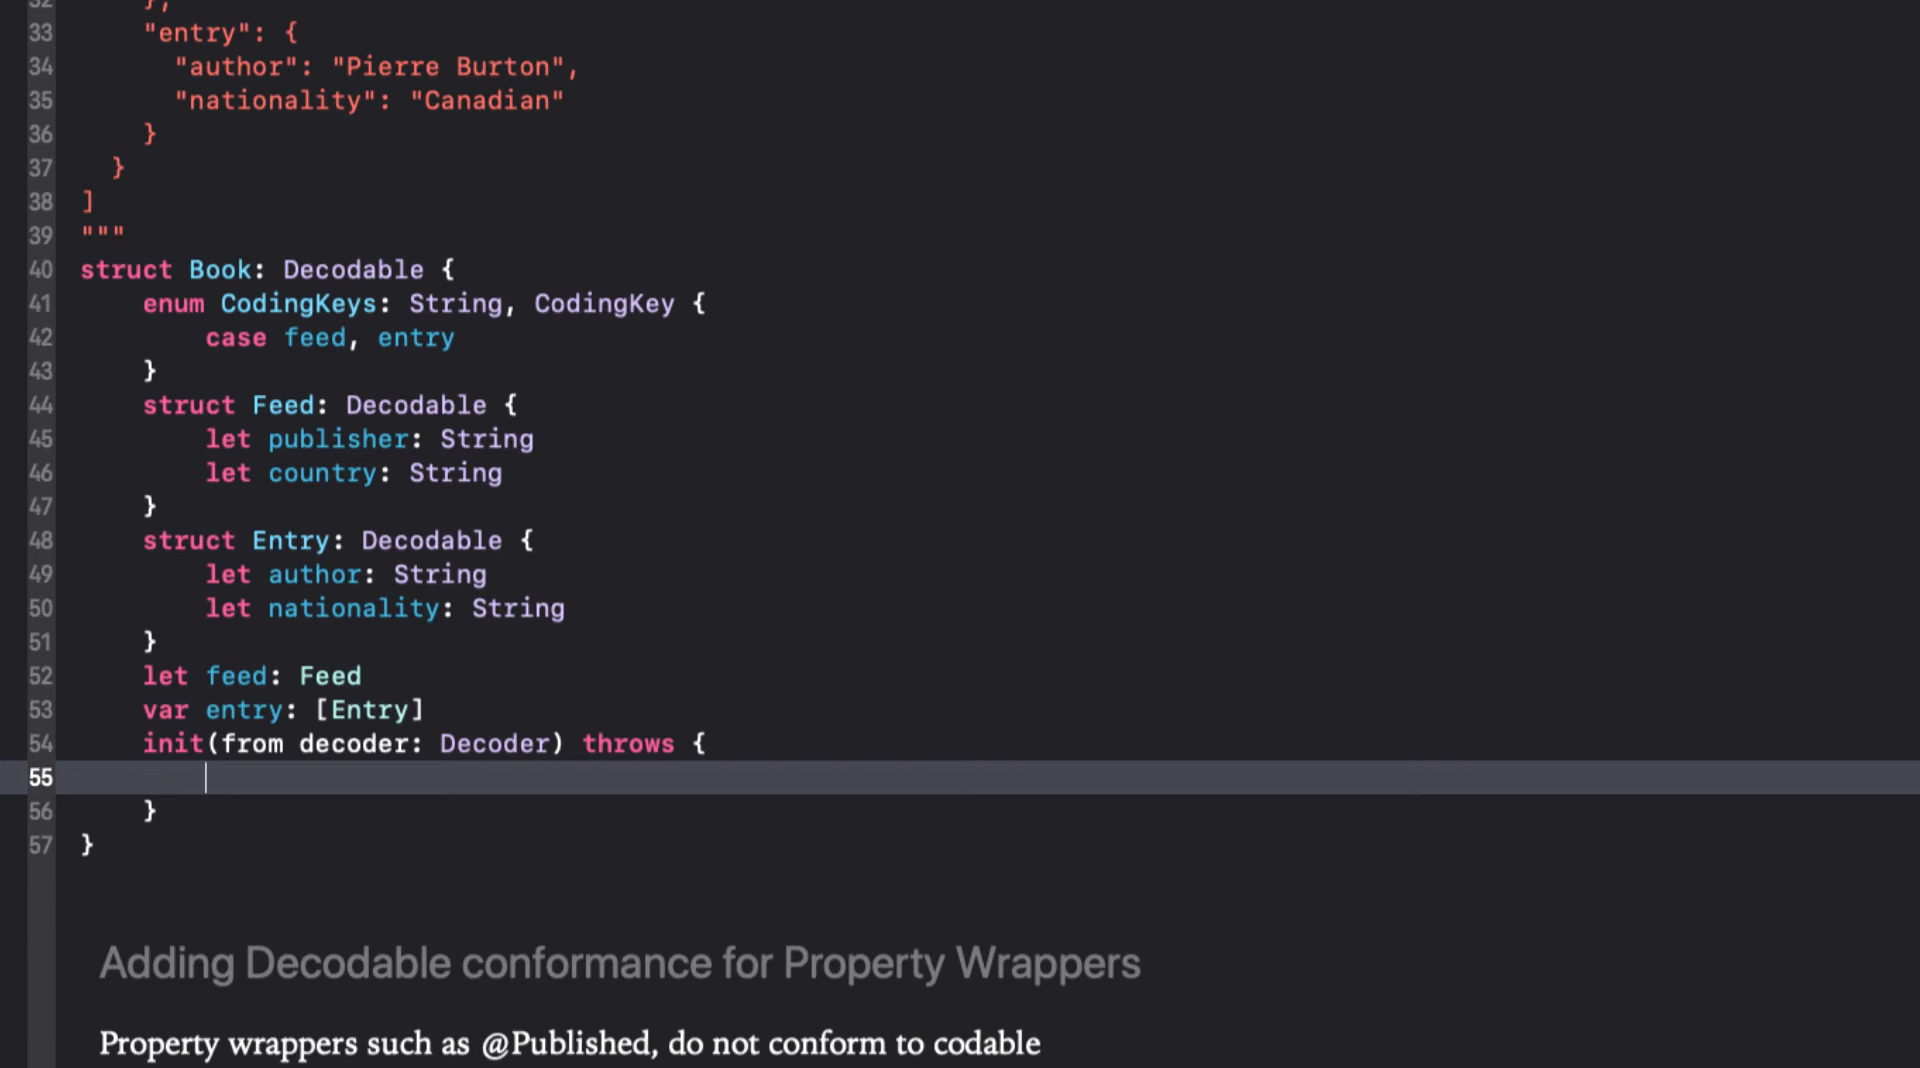 32 },
33 "entry": {
34 "author": "Pierre Burton",
35 "nationality": "Canadian"
36 }
37 }
38 ]
39 """
40 struct Book: Decodable {
41 enum CodingKeys: String, CodingKey {
42 case feed, entry
43 }
44 struct Feed: Decodable {
45 let publisher: String
46 let country: String
47 }
48 struct Entry: Decodable {
49 let author: String
50 let nationality: String
51 }
52 let feed: Feed
53 var entry: [Entry]
54 init(from decoder: Decoder) throws {
55
56 }
57 }
Adding Decodable conformance for Property Wrappers
Property wrappers such as @Published, do not conform to codable